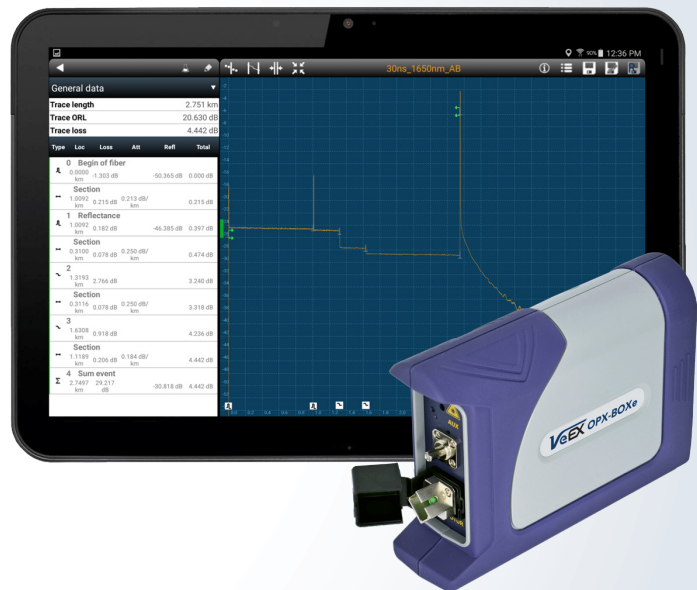 90% 12:36 PM
30ns_1650nm_AB
General data
Trace length 2.751 km
Trace ORL 20.630 dB
Trace loss 4.442 dB
Type Loc Loss Att Refl Total
0 Begin of fiber
0.0000 km -1.303 dB -50.365 dB 0.000 dB
Section
1.0092 km 0.215 dB 0.213 dB/km 0.215 dB
1 Reflectance
1.0092 km 0.182 dB -46.385 dB 0.397 dB
Section
0.3100 km 0.078 dB 0.250 dB/km 0.474 dB
2
1.3193 km 2.766 dB 3.240 dB
Section
0.3116 km 0.078 dB 0.250 dB/km 3.318 dB
3
1.6308 km 0.918 dB 4.236 dB
Section
1.1189 km 0.206 dB 0.184 dB/km 4.442 dB
Σ 4 Sum event
2.7497 km 29.217 dB -30.818 dB 4.442 dB
AUX
VeEX OPX-BOXe